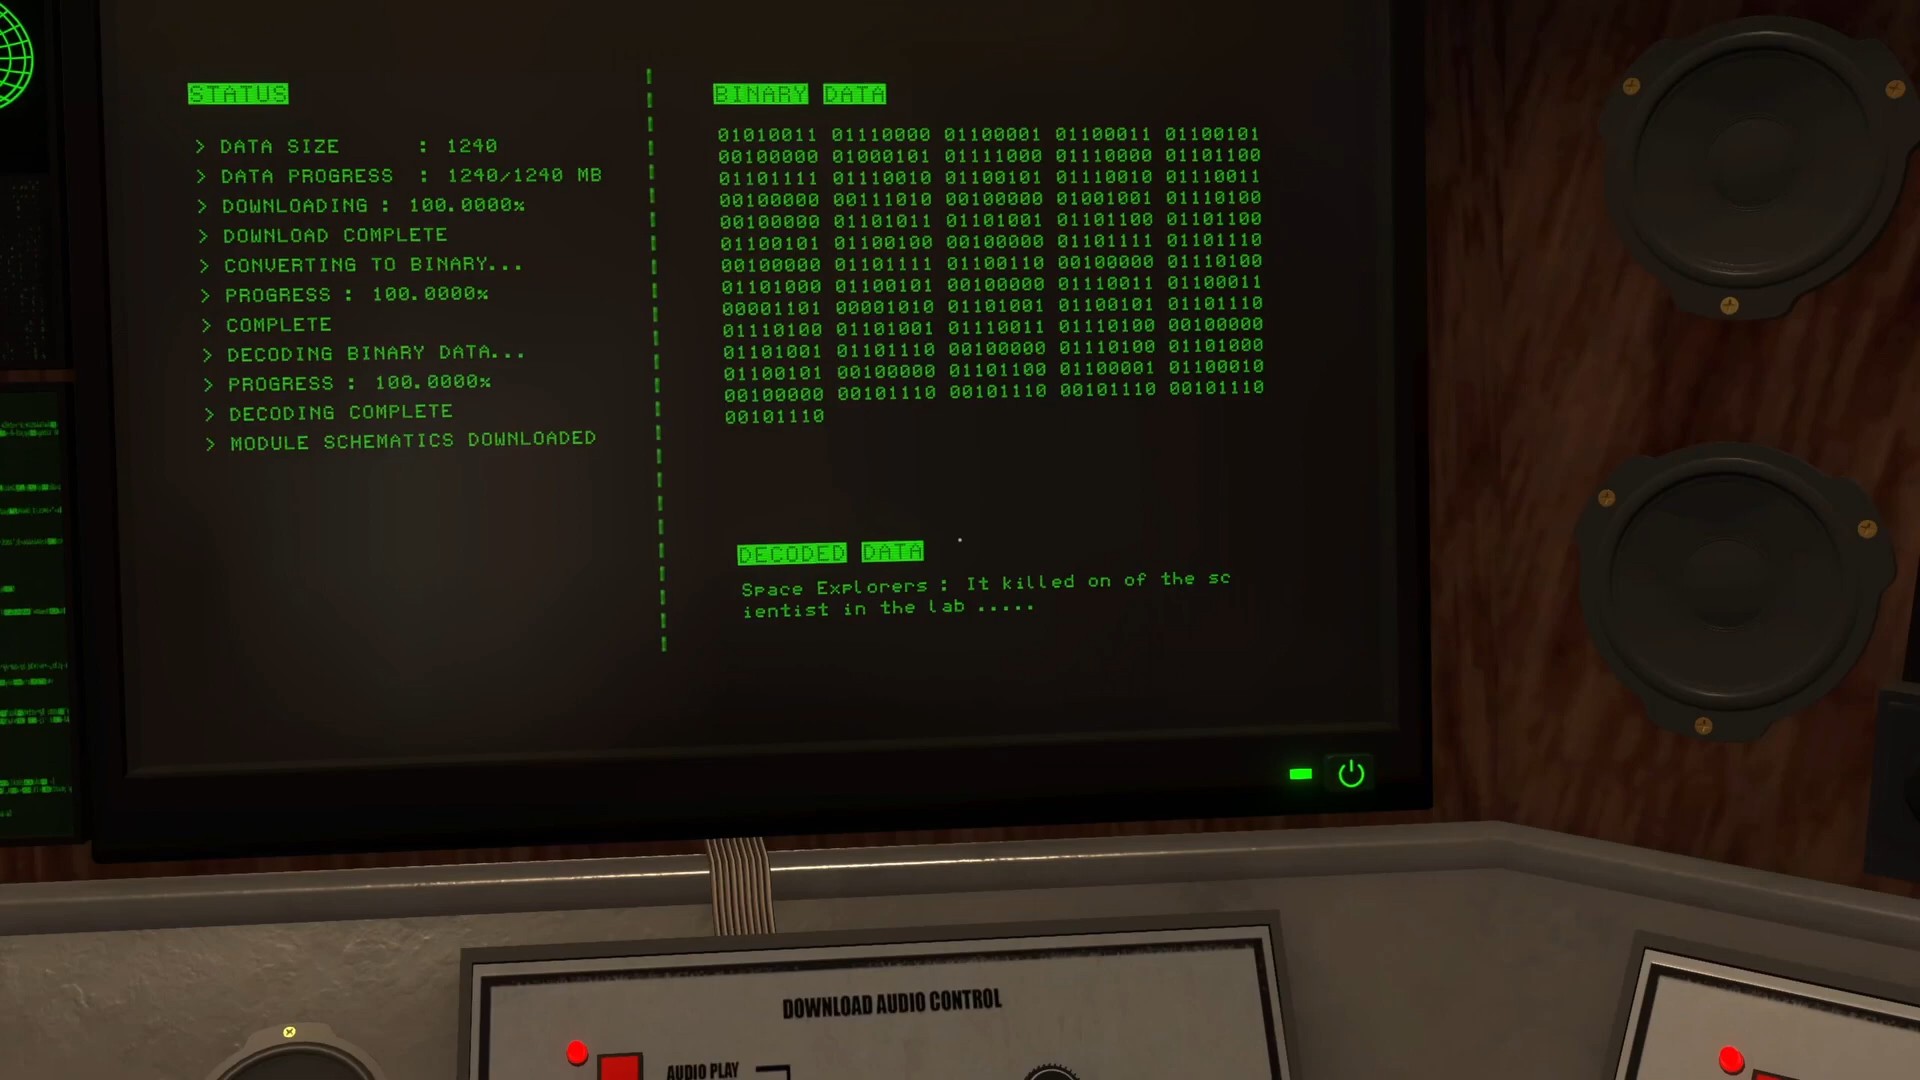 STATUS
> DATA SIZE : 1240
> DATA PROGRESS : 1240/1240 MB
> DOWNLOADING : 100.0000%
> DOWNLOAD COMPLETE
> CONVERTING TO BINARY...
> PROGRESS : 100.0000%
> COMPLETE
> DECODING BINARY DATA...
> PROGRESS : 100.0000%
> DECODING COMPLETE
> MODULE SCHEMATICS DOWNLOADED
BINARY DATA
01010011 01110000 01100001 01100011 01100101
00100000 01000101 01111000 01110000 01101100
01101111 01110010 01100101 01110010 01110011
00100000 00111010 00100000 01001001 01110100
00100000 01101011 01101001 01101100 01101100
01100101 01100100 00100000 01101111 01101110
00100000 01101111 01100110 00100000 01110100
01101000 01100101 00100000 01110011 01100011
00001101 00001010 01101001 01100101 01101110
01110100 01101001 01110011 01110100 00100000
01101001 01101110 00100000 01110100 01101000
01100101 00100000 01101100 01100001 01100010
00100000 00101110 00101110 00101110 00101110
00101110
DECODED DATA
Space Explorers : It killed on of the sc
ientist in the lab .....
DOWNLOAD AUDIO CONTROL
AUDIO PLAY